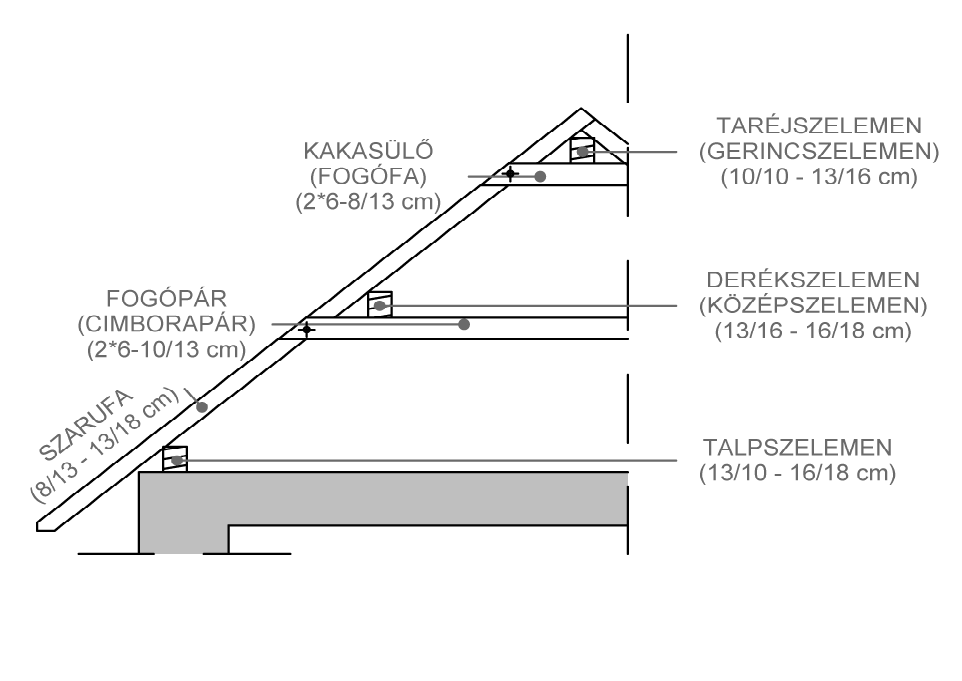 TARÉJSZELEMEN
(GERINCSZELEMEN)
(10/10 - 13/16 cm)
KAKASÜLŐ
(FOGÓFA)
(2*6-8/13 cm)
DERÉKSZELEMEN
(KÖZÉPSZELEMEN)
(13/16 - 16/18 cm)
FOGÓPÁR
(CIMBORAPÁR)
(2*6-10/13 cm)
SZARUFA
(8/13 - 13/18 cm)
TALPSZELEMEN
(13/10 - 16/18 cm)